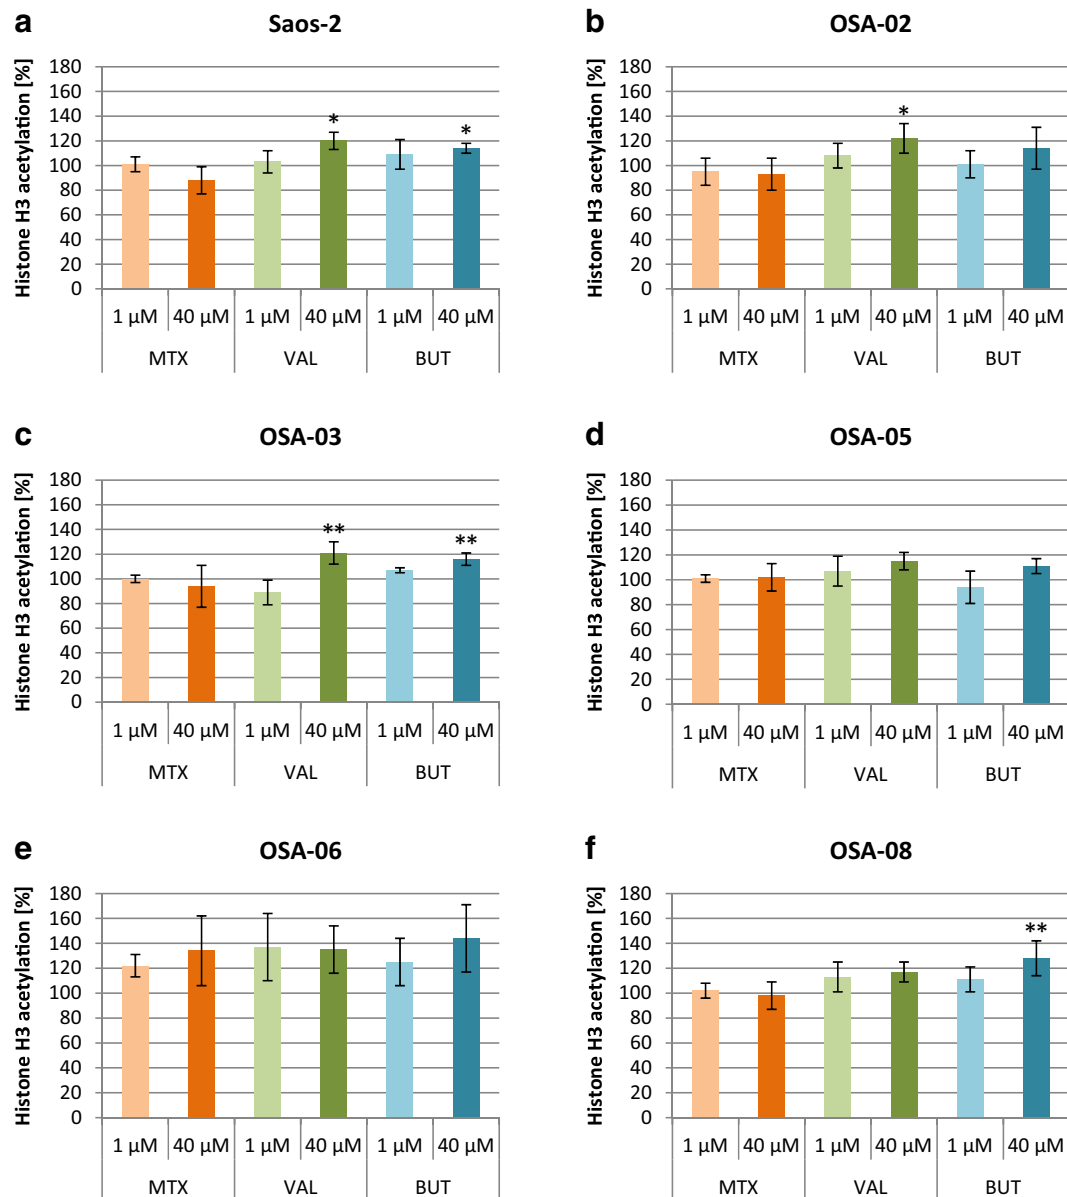 a
Saos-2
Histone H3 acetylation [%]
180
160
140
120
100
80
60
40
20
0
*
*
1 µM 40 µM 1 µM 40 µM 1 µM 40 µM
MTX VAL BUT
b
OSA-02
Histone H3 acetylation [%]
180
160
140
120
100
80
60
40
20
0
*
1 µM 40 µM 1 µM 40 µM 1 µM 40 µM
MTX VAL BUT
c
OSA-03
Histone H3 acetylation [%]
180
160
140
120
100
80
60
40
20
0
**
**
1 µM 40 µM 1 µM 40 µM 1 µM 40 µM
MTX VAL BUT
d
OSA-05
Histone H3 acetylation [%]
180
160
140
120
100
80
60
40
20
0
1 µM 40 µM 1 µM 40 µM 1 µM 40 µM
MTX VAL BUT
e
OSA-06
Histone H3 acetylation [%]
180
160
140
120
100
80
60
40
20
0
1 µM 40 µM 1 µM 40 µM 1 µM 40 µM
MTX VAL BUT
f
OSA-08
Histone H3 acetylation [%]
180
160
140
120
100
80
60
40
20
0
**
1 µM 40 µM 1 µM 40 µM 1 µM 40 µM
MTX VAL BUT